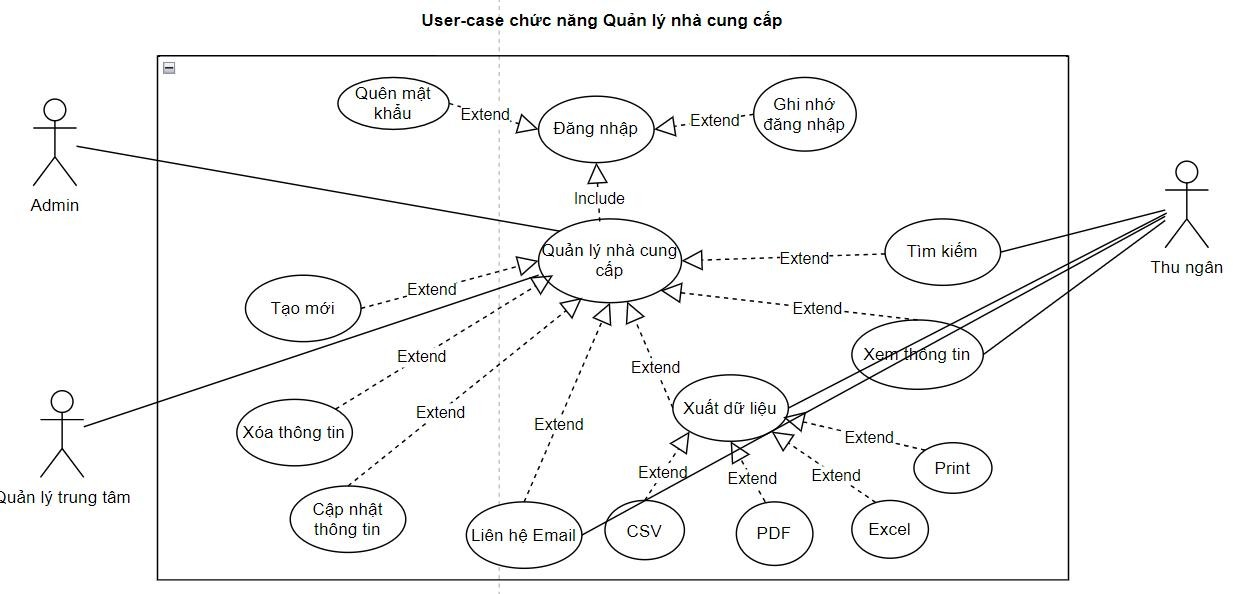 User-case chức năng Quản lý nhà cung cấp
Quên mật
khẩu
Extend
Đăng nhập
Extend
Ghi nhớ
đăng nhập
Admin
Include
Quản lý nhà cung
cấp
Extend
Tìm kiếm
Thu ngân
Tạo mới
Extend
Extend
Xem thông tin
Extend
Extend
Xuất dữ liệu
Quản lý trung tâm
Xóa thông tin
Extend
Extend
Extend
Print
Extend
Extend
Extend
Cập nhật
thông tin
Liên hệ Email
CSV
PDF
Excel